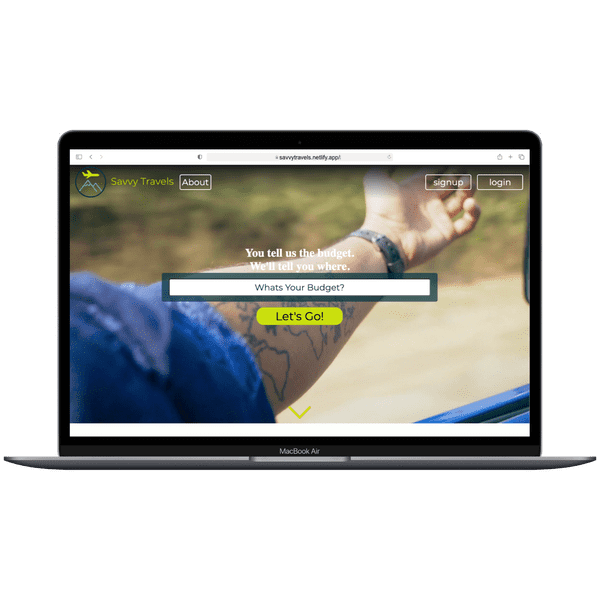 savvytravels.netlify.app/
Savvy Travels
About
signup
login
You tell us the budget.
We'll tell you where.
Whats Your Budget?
Let's Go!
MacBook Air